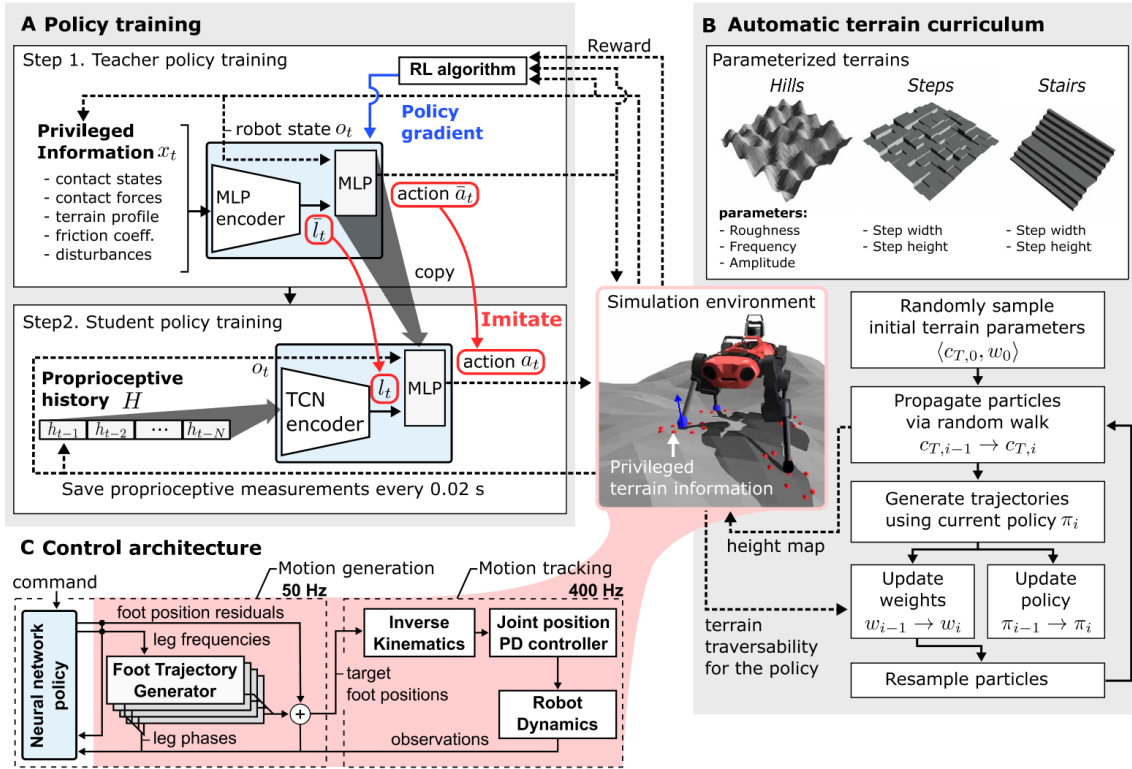 A Policy training
Step 1. Teacher policy training
Reward
RL algorithm
Policy
gradient
robot state o_t
Privileged
Information x_t
- contact states
- contact forces
- terrain profile
- friction coeff.
- disturbances
MLP
encoder
l̄_t
MLP
action ā_t
copy
Imitate
Step2. Student policy training
o_t
Proprioceptive
history H
h_{t-1} h_{t-2} ... h_{t-N}
TCN
encoder
l_t
MLP
action a_t
Save proprioceptive measurements every 0.02 s
Simulation environment
Privileged
terrain information
B Automatic terrain curriculum
Parameterized terrains
Hills
Steps
Stairs
parameters:
- Roughness
- Frequency
- Amplitude
- Step width
- Step height
- Step width
- Step height
Randomly sample
initial terrain parameters
⟨c_{T,0}, w_0⟩
Propagate particles
via random walk
c_{T,i-1} → c_{T,i}
Generate trajectories
using current policy π_i
height map
Update
weights
w_{i-1} → w_i
Update
policy
π_{i-1} → π_i
terrain
traversability
for the policy
Resample particles
C Control architecture
command
Motion generation
50 Hz
Motion tracking
400 Hz
Neural network
policy
foot position residuals
leg frequencies
Foot Trajectory
Generator
leg phases
+
target
foot positions
Inverse
Kinematics
Joint position
PD controller
Robot
Dynamics
observations